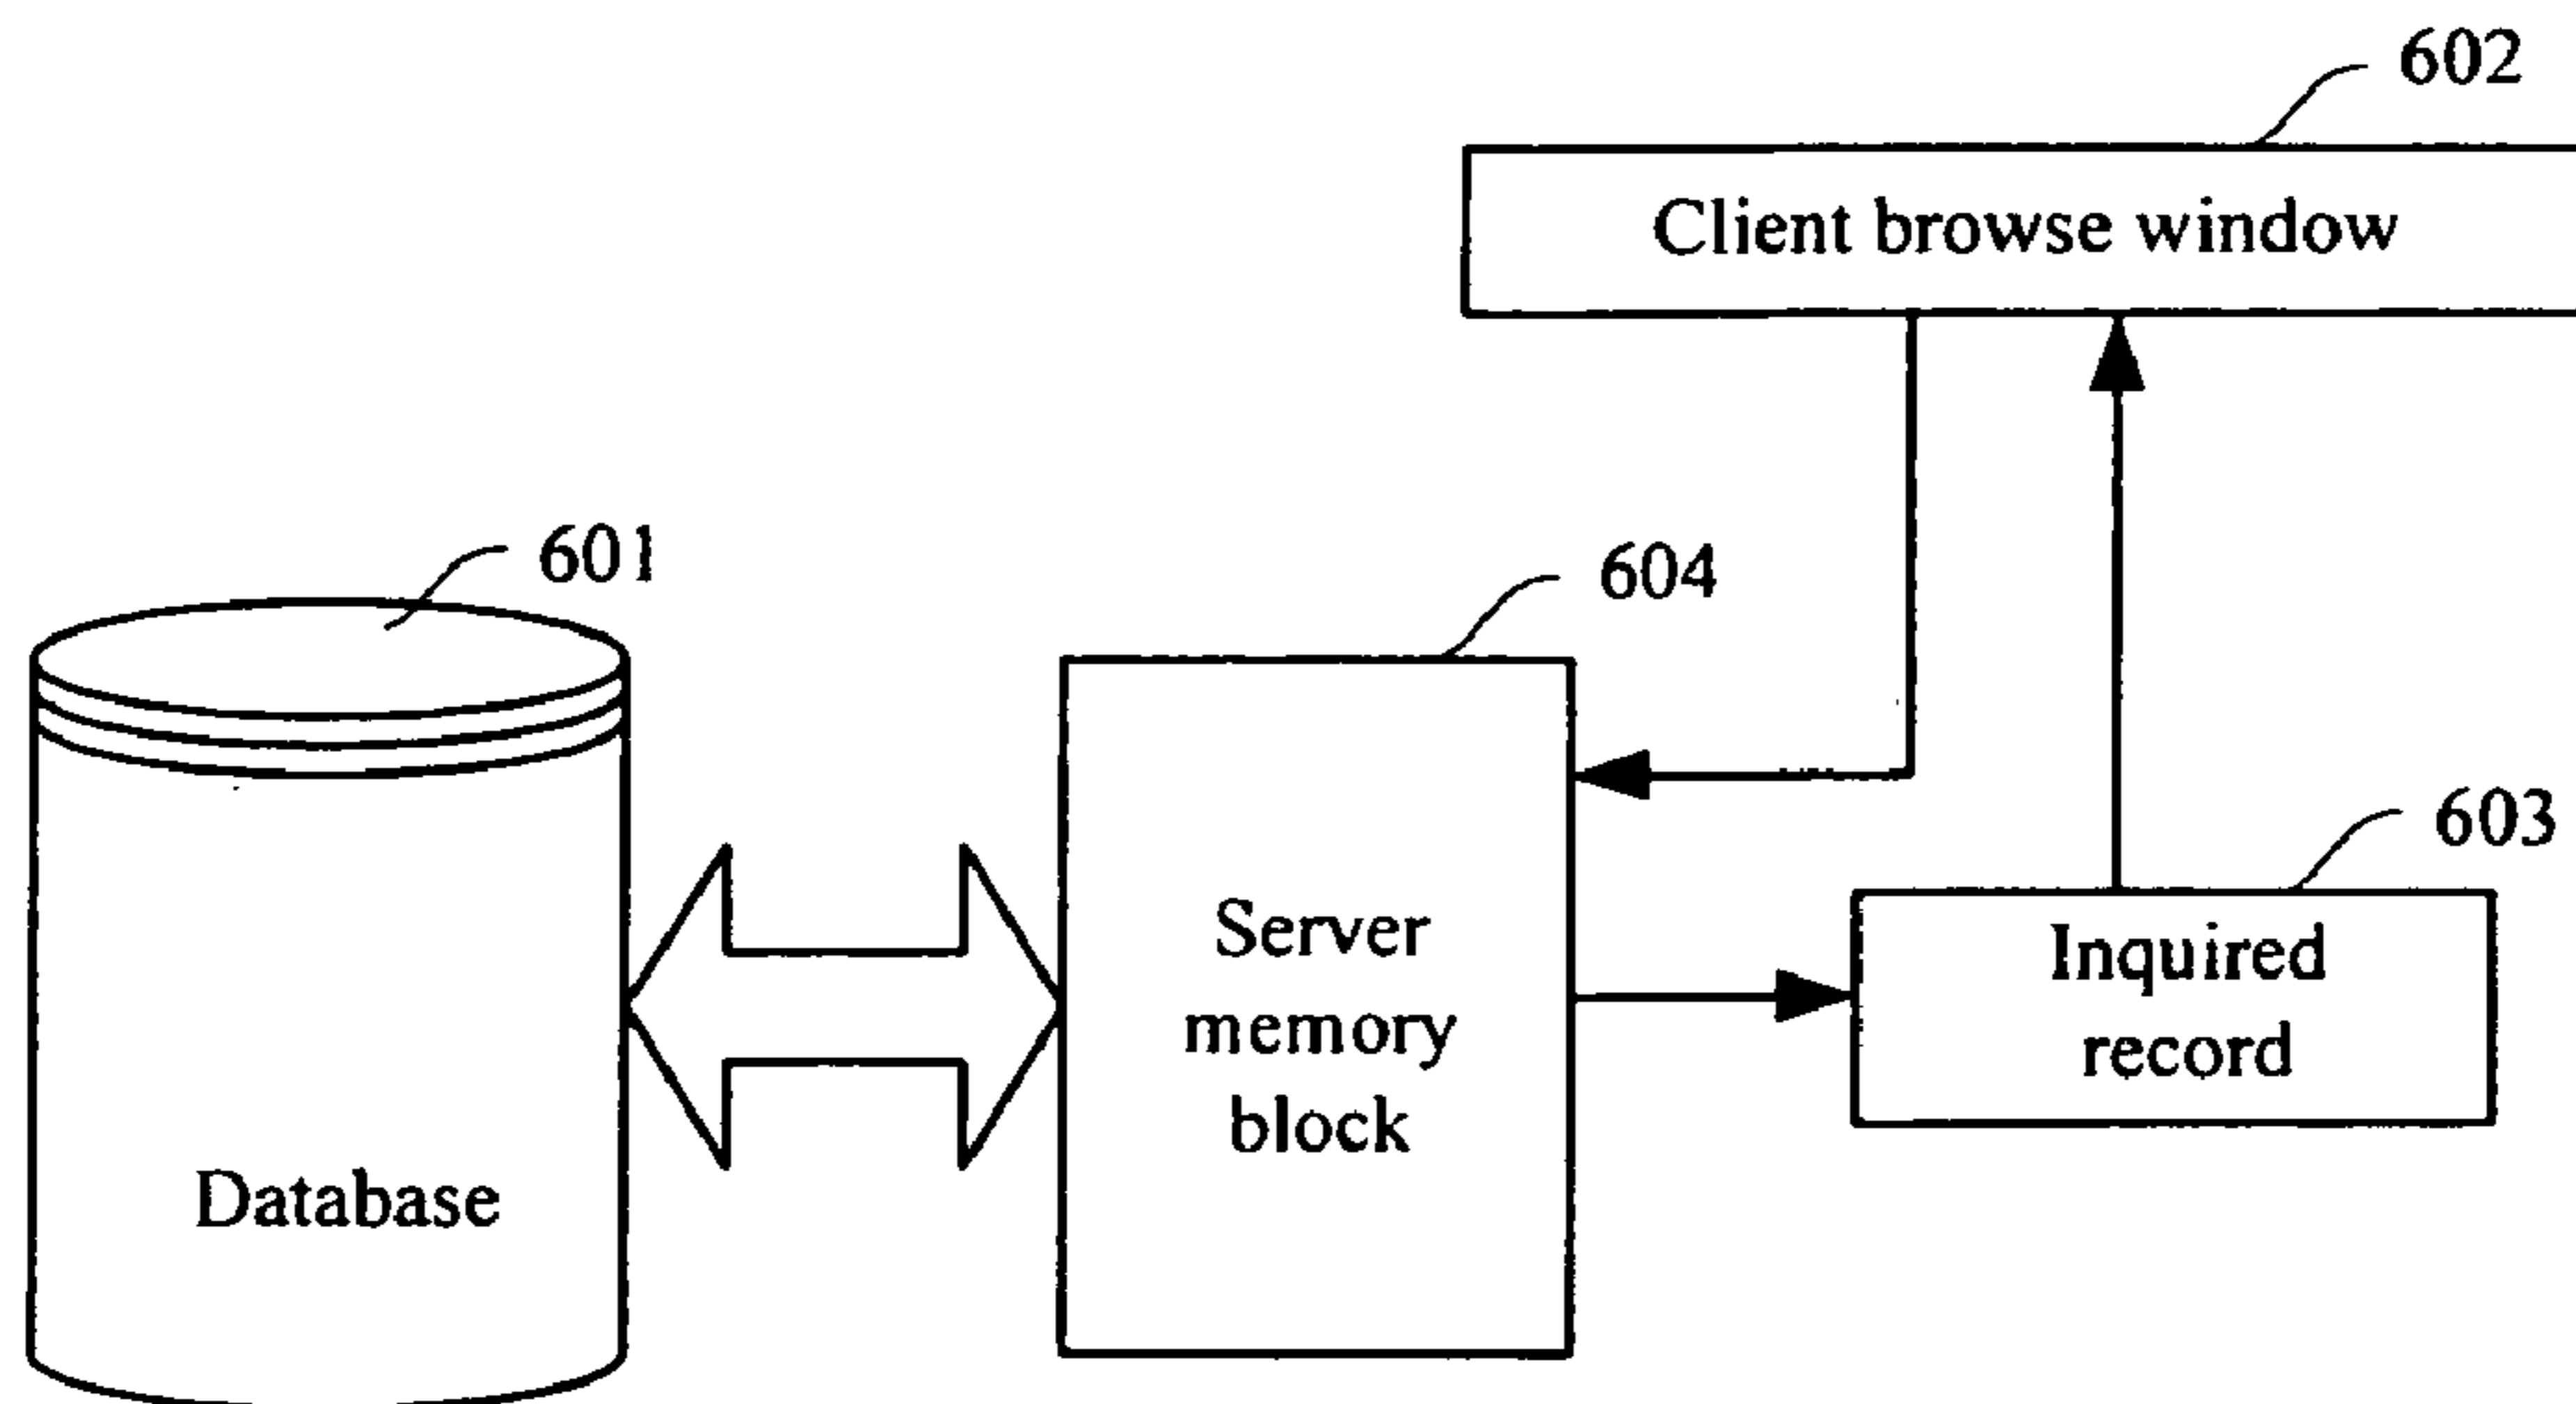 602
Client browse window
601
604
603
Inquired
record
Server
memory
block
Database